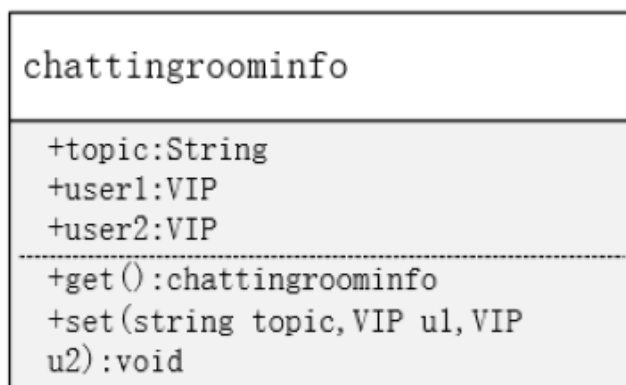 chattingroominfo
+topic:String
+user1:VIP
+user2:VIP
+get():chattingroominfo
+set(string topic,VIP u1,VIP
u2):void